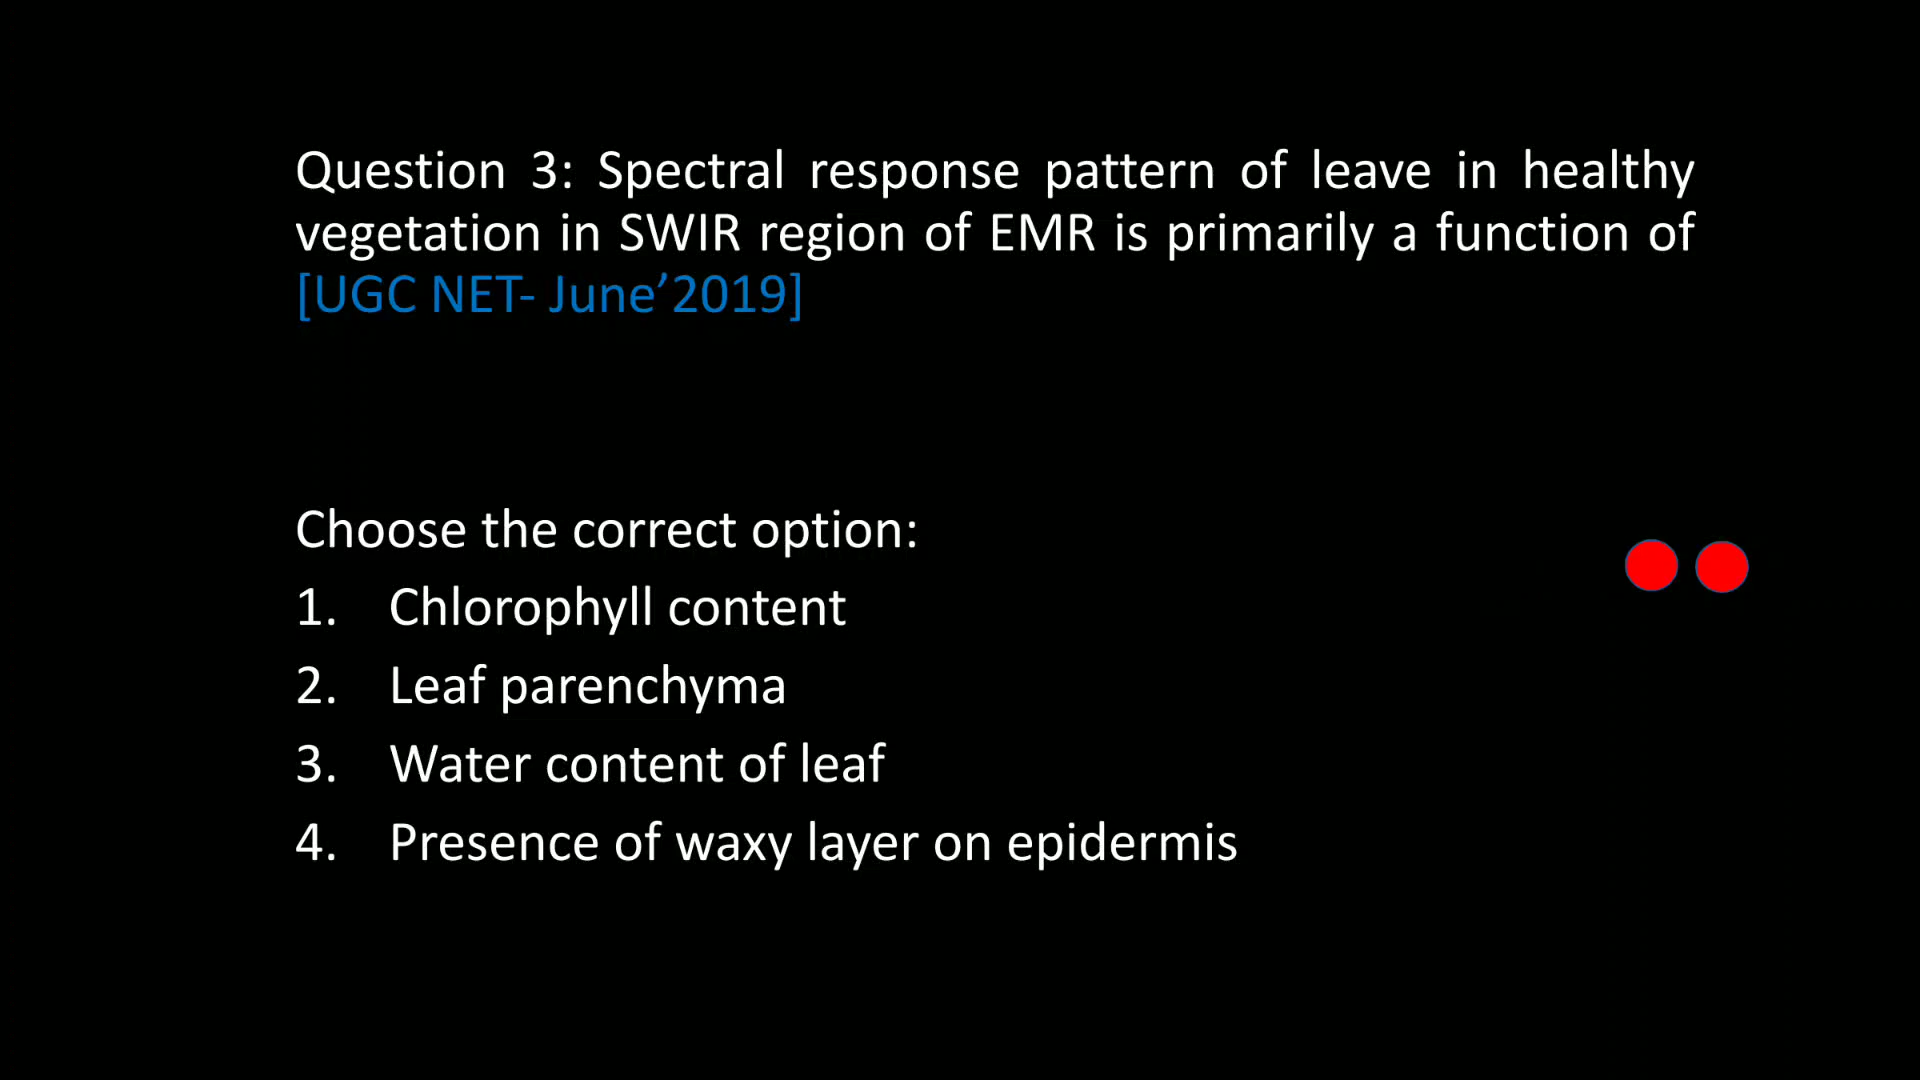 Question 3: Spectral response pattern of leave in healthy
vegetation in SWIR region of EMR is primarily a function of
[UGC NET- June’2019]
Choose the correct option:
1. Chlorophyll content
2. Leaf parenchyma
3. Water content of leaf
4. Presence of waxy layer on epidermis